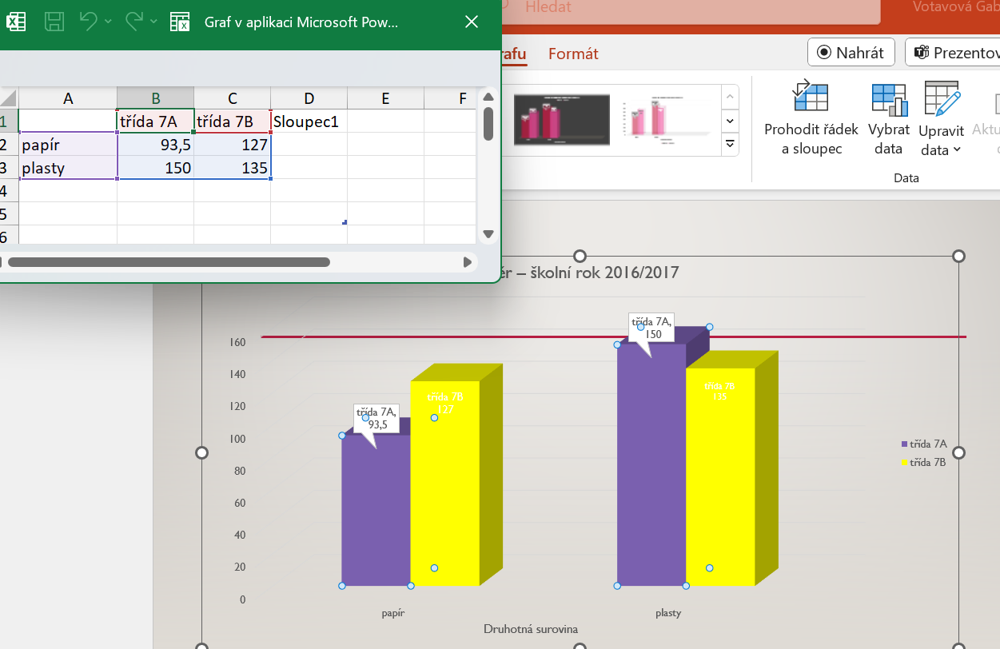 Graf v aplikaci Microsoft Pow...
Hledat
Votavová Gab
rafu
Formát
Nahrát
Prezentov
A B C D E F
1 třída 7A třída 7B Sloupec1
2 papír 93,5 127
3 plasty 150 135
4
5
6
Prohodit řádek
a sloupec
Vybrat
data
Upravit
data
Aktu
Data
ěr – školní rok 2016/2017
160
140
120
100
80
60
40
20
0
třída 7A,
93,5
třída 7B
127
třída 7A,
150
třída 7B
135
třída 7A
třída 7B
papír
plasty
Druhotná surovina